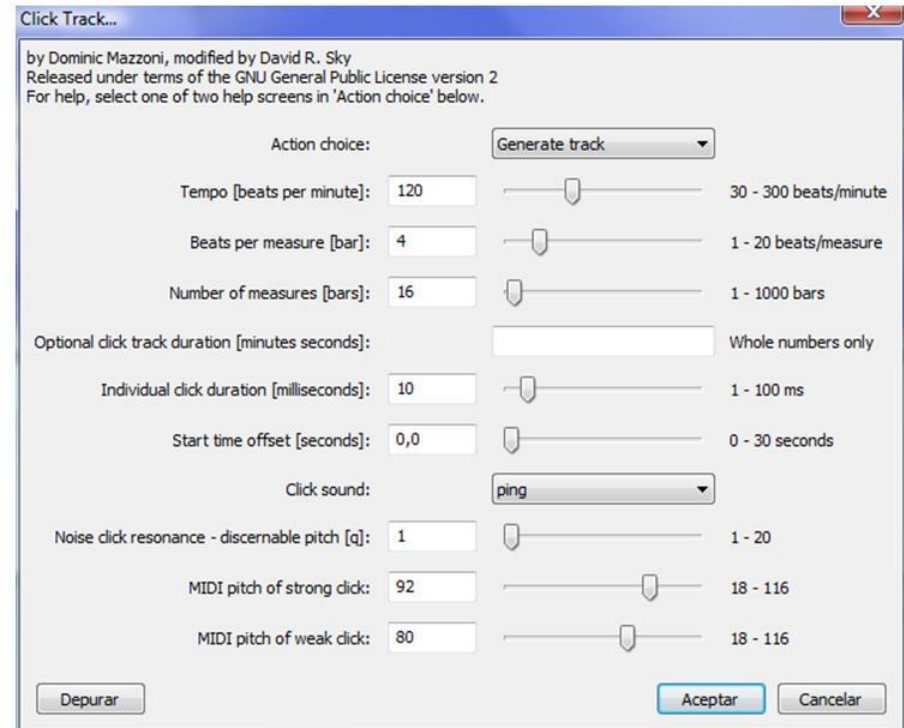 Click Track...
by Dominic Mazzoni, modified by David R. Sky
Released under terms of the GNU General Public License version 2
For help, select one of two help screens in 'Action choice' below.
Action choice: Generate track
Tempo [beats per minute]: 120 30 - 300 beats/minute
Beats per measure [bar]: 4 1 - 20 beats/measure
Number of measures [bars]: 16 1 - 1000 bars
Optional click track duration [minutes seconds]: Whole numbers only
Individual click duration [milliseconds]: 10 1 - 100 ms
Start time offset [seconds]: 0,0 0 - 30 seconds
Click sound: ping
Noise click resonance - discernable pitch [q]: 1 1 - 20
MIDI pitch of strong click: 92 18 - 116
MIDI pitch of weak click: 80 18 - 116
Depurar Aceptar Cancelar